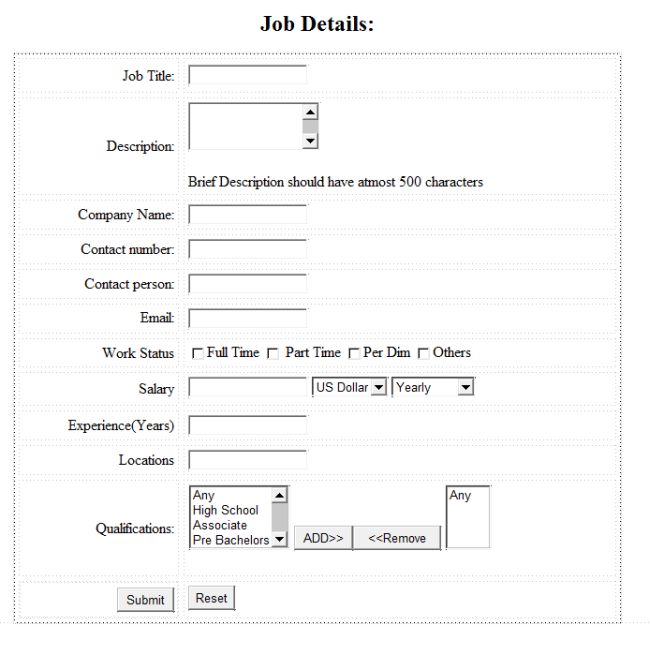 Job Details:
Job Title:
Description:
Brief Description should have atmost 500 characters
Company Name:
Contact number:
Contact person:
Email:
Work Status Full Time Part Time Per Dim Others
Salary US Dollar Yearly
Experience(Years)
Locations
Qualifications:
Any
High School
Associate
Pre Bachelors
ADD>> <<Remove
Any
Submit Reset